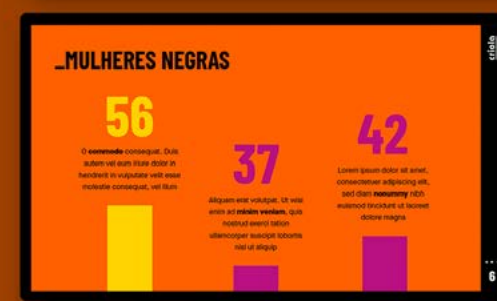 _MULHERES NEGRAS
56
O commodo consequat. Duis
autem vel eum iriure dolor in
hendrerit in vulputate velit esse
molestie consequat, vel illum
37
Aliquam erat volutpat. Ut wisi
enim ad minim veniam, quis
nostrud exerci tation
ullamcorper suscipit lobortis
nisl ut aliquip
42
Lorem ipsum dolor sit amet,
consectetuer adipiscing elit,
sed diam nonummy nibh
euismod tincidunt ut laoreet
dolore magna
criola
6